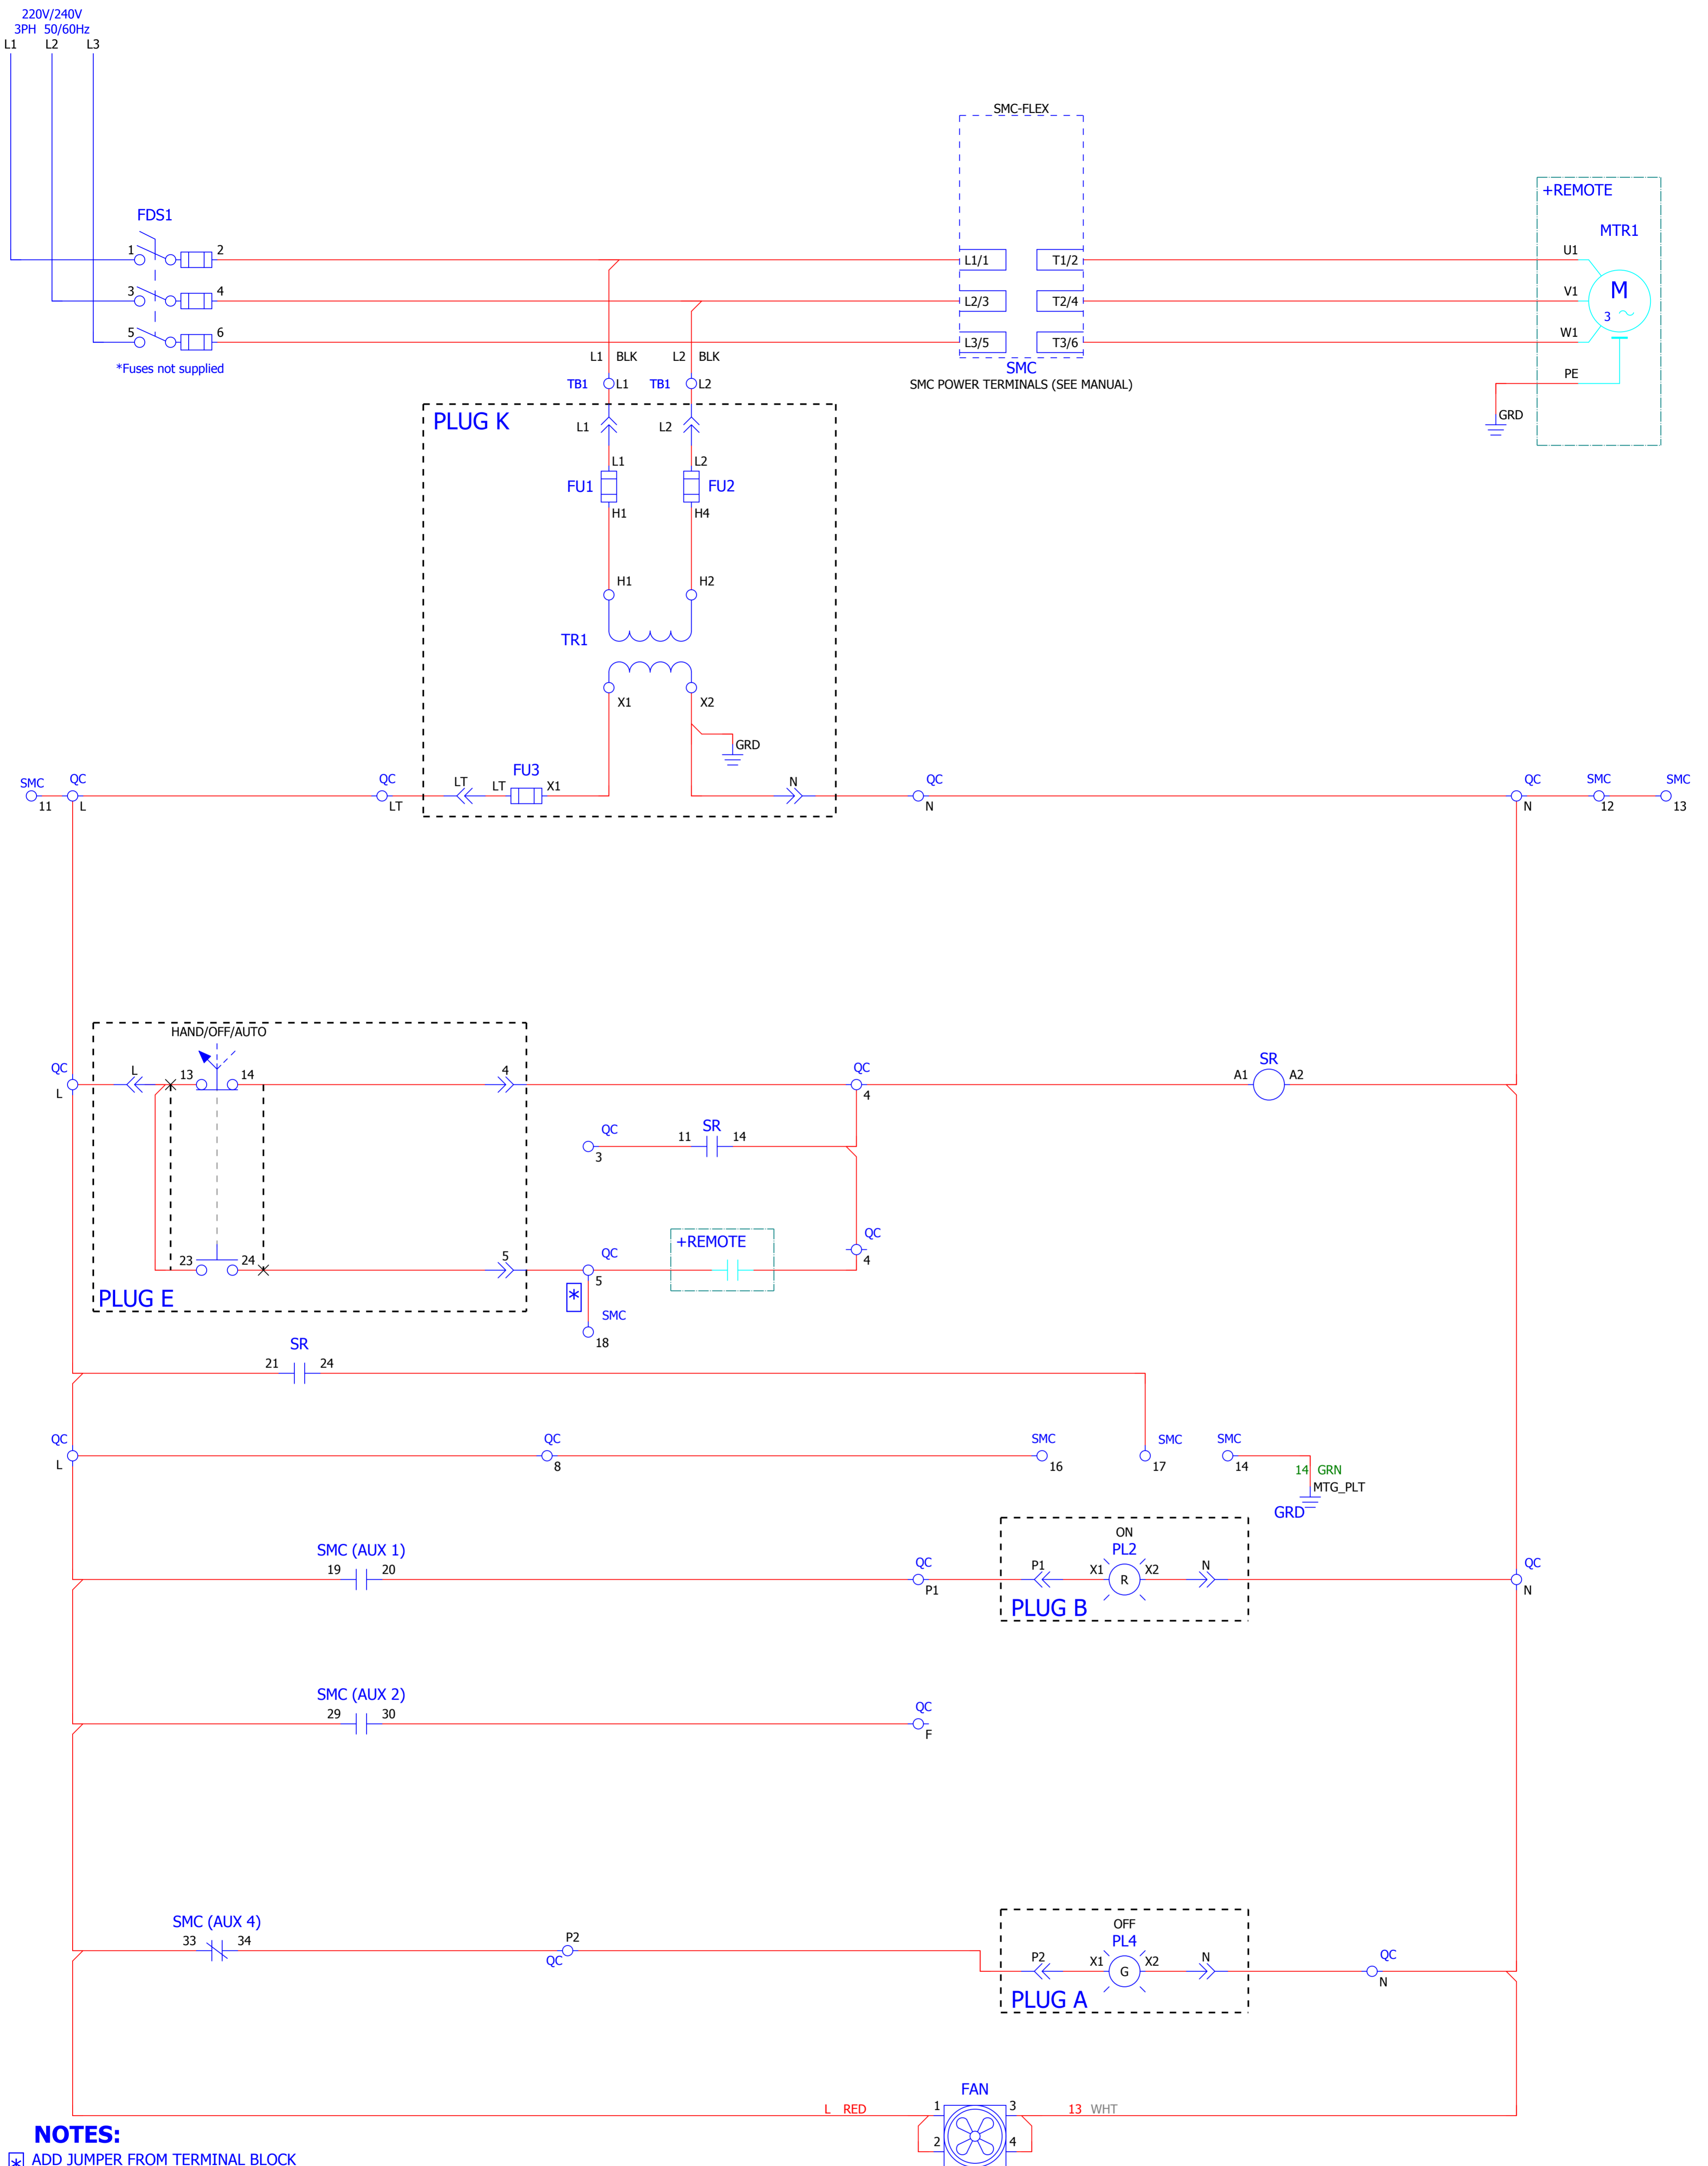 220V/240V
3PH 50/60Hz
L1 L2 L3
SMC-FLEX
+REMOTE
MTR1
FDS1
1 2 L1/1 T1/2 U1
3 4 L2/3 T2/4 V1 M
3
5 6 L3/5 T3/6 W1
*Fuses not supplied
L1 BLK L2 BLK
SMC
SMC POWER TERMINALS (SEE MANUAL)
PE
TB1 L1 TB1 L2
GRD
PLUG K
L1 L2
L1 L2
FU1 FU2
H1 H4
H1 H2
TR1
X1 X2
GRD
SMC QC QC LT LT FU3 X1 N QC QC SMC SMC
11 L LT N N 12 13
HAND/OFF/AUTO
QC L 13 14 4 QC A1 SR A2
L 4
QC 11 SR 14
3
+REMOTE
QC
4
23 24 5 QC
5
PLUG E
*
SMC
18
SR
21 24
QC QC SMC SMC SMC
L 8 16 17 14
14 GRN
MTG_PLT
GRD
ON
PL2
SMC (AUX 1)
19 20 QC P1 X1 R X2 N QC
P1 N
PLUG B
SMC (AUX 2)
29 30 QC
F
OFF
PL4
SMC (AUX 4)
33 34 P2
QC
P2 X1 G X2 N QC
N
PLUG A
FAN
L RED 1 3 13 WHT
2 4
NOTES:
* ADD JUMPER FROM TERMINAL BLOCK